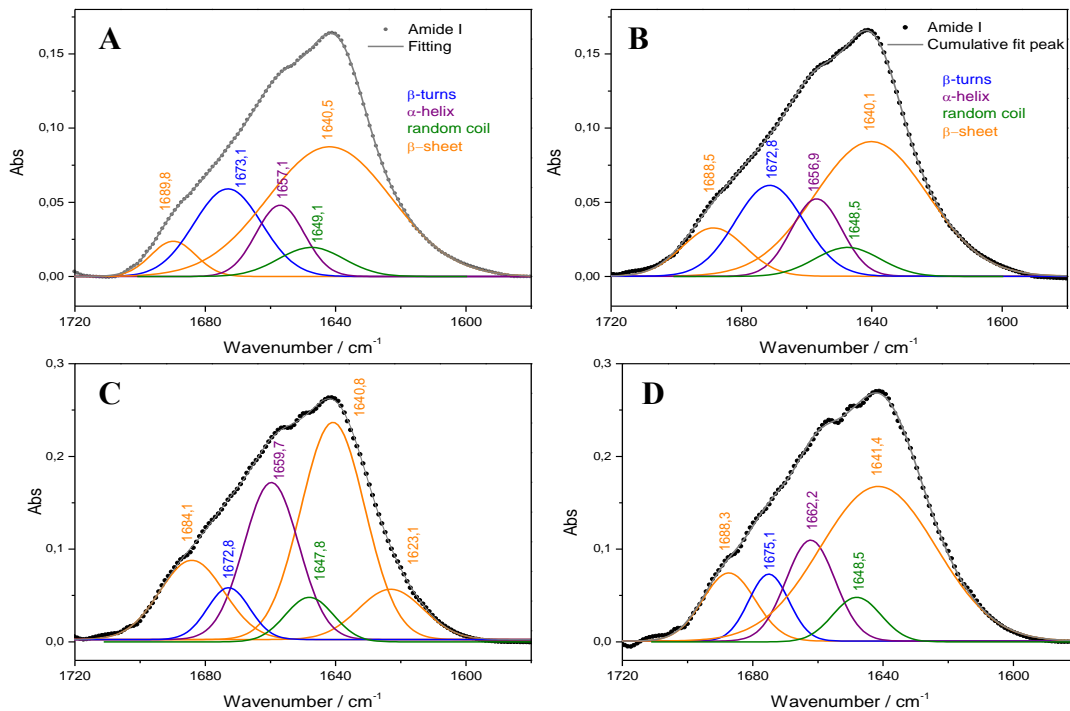 A
Amide I
Fitting
β-turns
α-helix
random coil
β–sheet
1689,8
1673,1
1657,1
1649,1
1640,5
0,15
0,10
0,05
0,00
Abs
1720
1680
1640
1600
Wavenumber / cm-1
B
Amide I
Cumulative fit peak
β-turns
α-helix
random coil
β–sheet
1688,5
1672,8
1656,9
1648,5
1640,1
0,15
0,10
0,05
0,00
Abs
1720
1680
1640
1600
Wavenumber / cm-1
C
1684,1
1672,8
1659,7
1647,8
1640,8
1623,1
0,3
0,2
0,1
0,0
Abs
1720
1680
1640
1600
Wavenumber / cm-1
D
1688,3
1675,1
1662,2
1648,5
1641,4
0,3
0,2
0,1
0,0
Abs
1720
1680
1640
1600
Wavenumber / cm-1